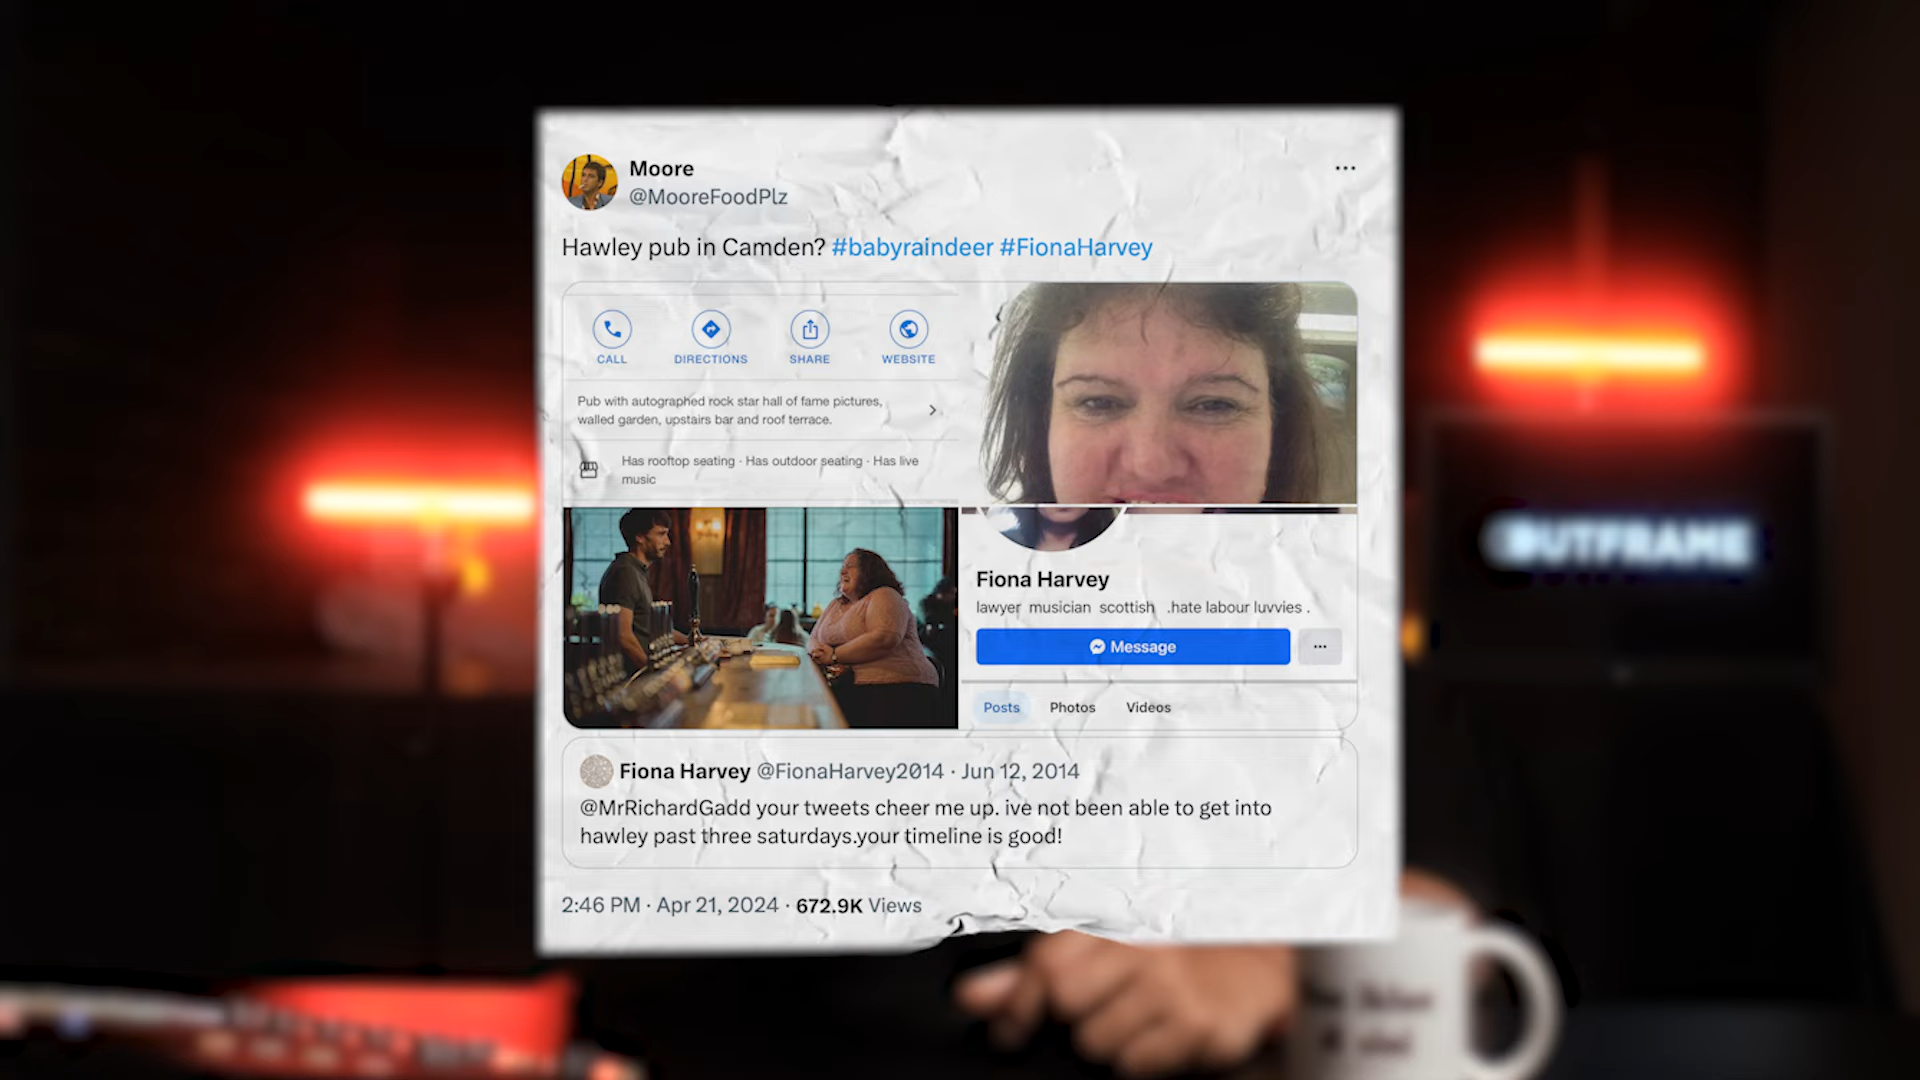 Moore
@MooreFoodPlz
Hawley pub in Camden? #babyraindeer #FionaHarvey
CALL DIRECTIONS SHARE WEBSITE
Pub with autographed rock star hall of fame pictures,
walled garden, upstairs bar and roof terrace.
Has rooftop seating · Has outdoor seating · Has live
music
Fiona Harvey
lawyer musician scottish .hate labour luvvies .
Message
Posts Photos Videos
Fiona Harvey @FionaHarvey2014 · Jun 12, 2014
@MrRichardGadd your tweets cheer me up. ive not been able to get into
hawley past three saturdays.your timeline is good!
2:46 PM · Apr 21, 2024 · 672.9K Views
OUTFRAME